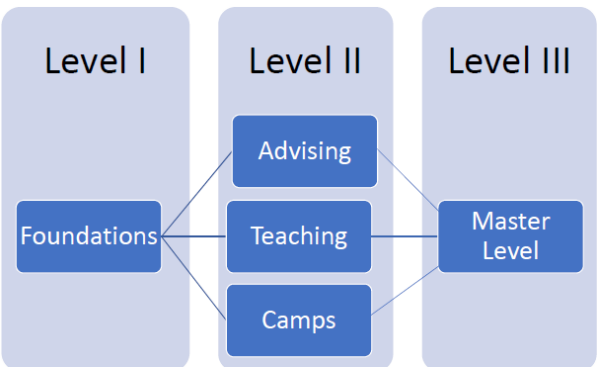 Level I
Level II
Level III
Foundations
Advising
Teaching
Camps
Master
Level